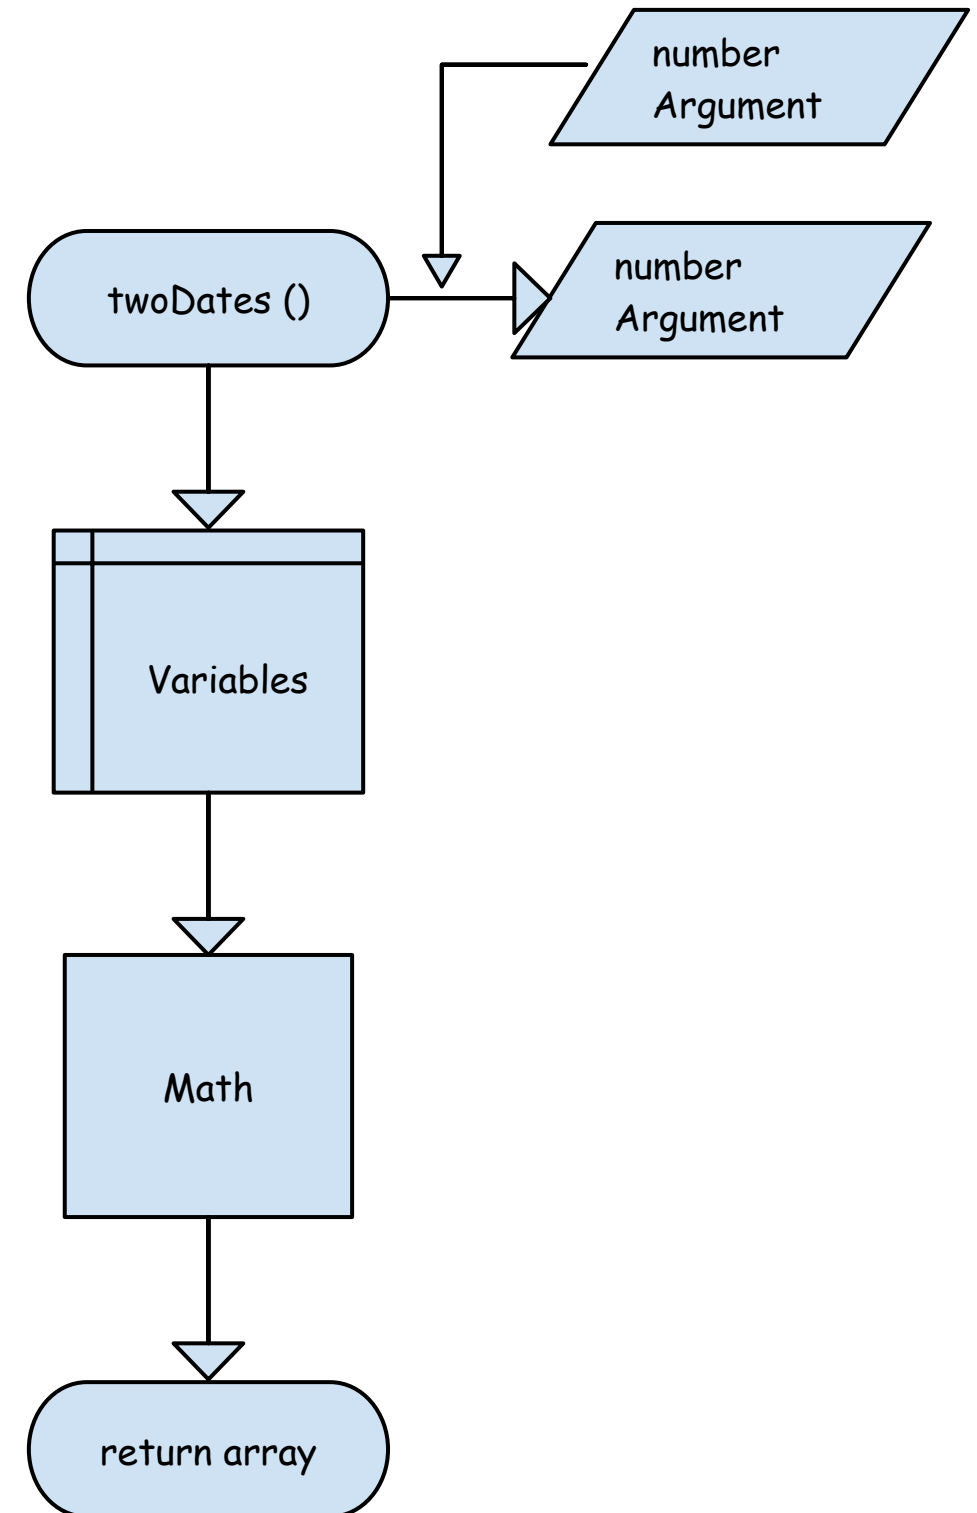 number
Argument
number
Argument
twoDates ()
Variables
Math
return array